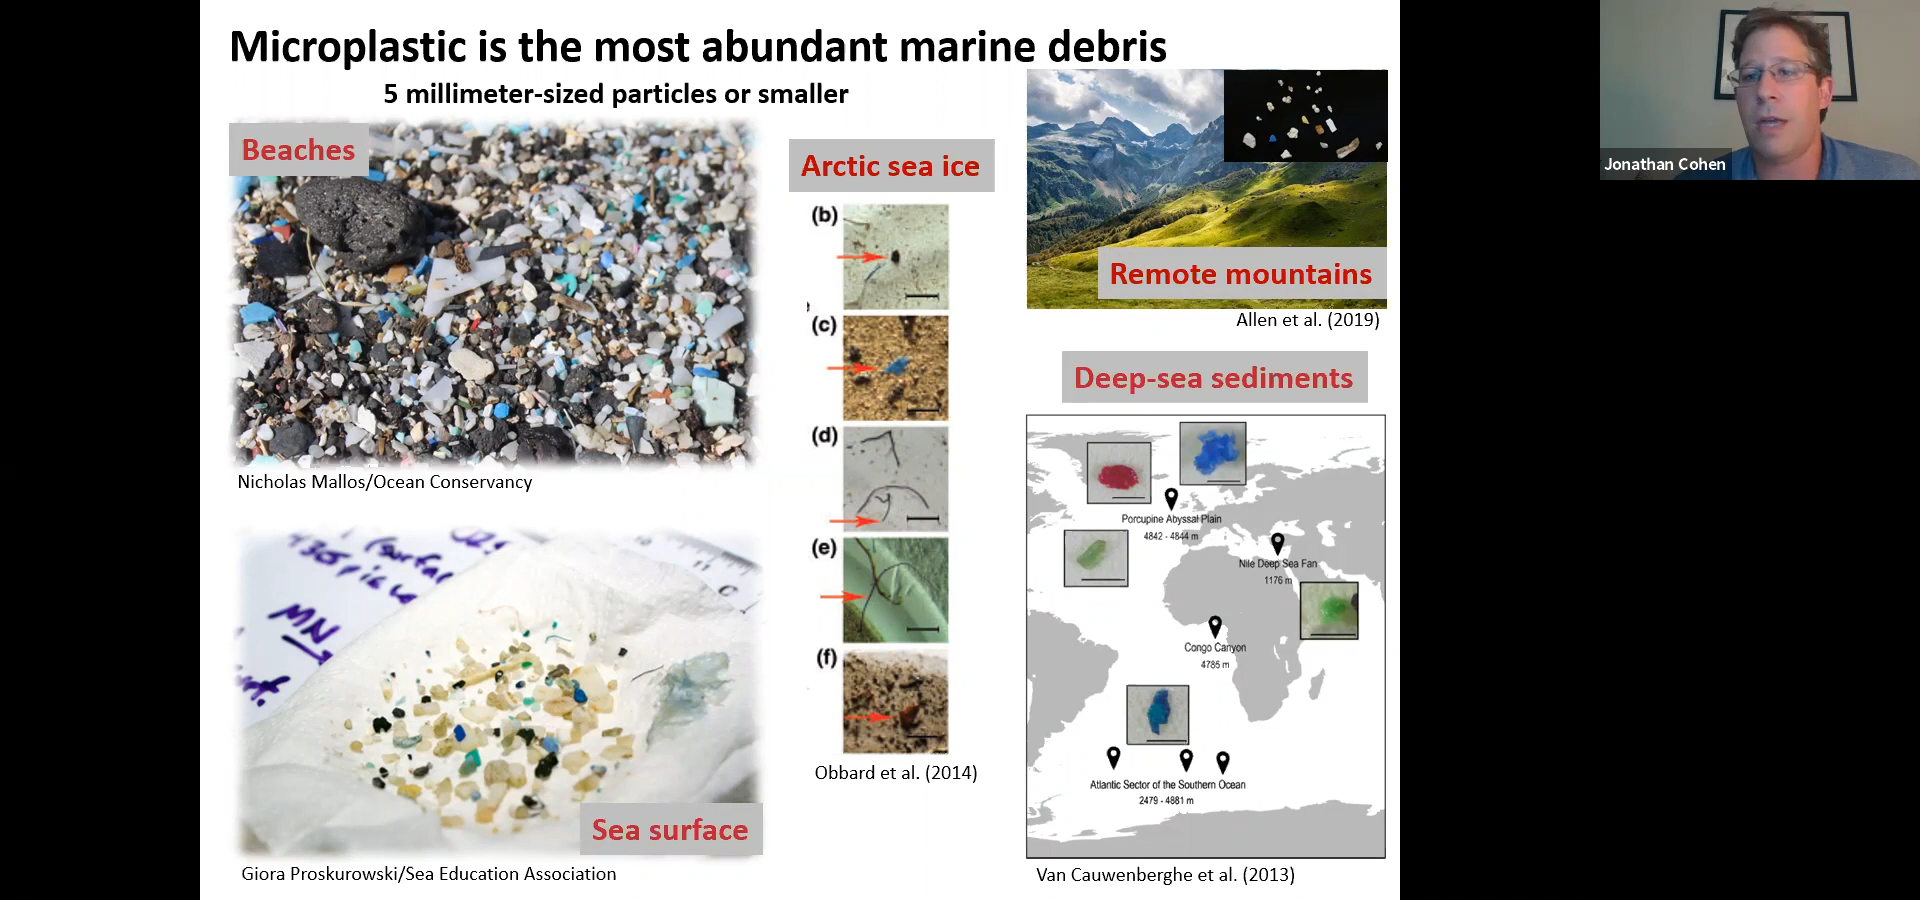 Microplastic is the most abundant marine debris
5 millimeter-sized particles or smaller
Beaches
Nicholas Mallos/Ocean Conservancy
MN
Sea surface
Giora Proskurowski/Sea Education Association
Arctic sea ice
(b)
(c)
(d)
(e)
(f)
Obbard et al. (2014)
Remote mountains
Allen et al. (2019)
Deep-sea sediments
Porcupine Abyssal Plain
4842 - 4844 m
Nile Deep Sea Fan
1176 m
Congo Canyon
4785 m
Atlantic Sector of the Southern Ocean
2479 - 4881 m
Van Cauwenberghe et al. (2013)
Jonathan Cohen